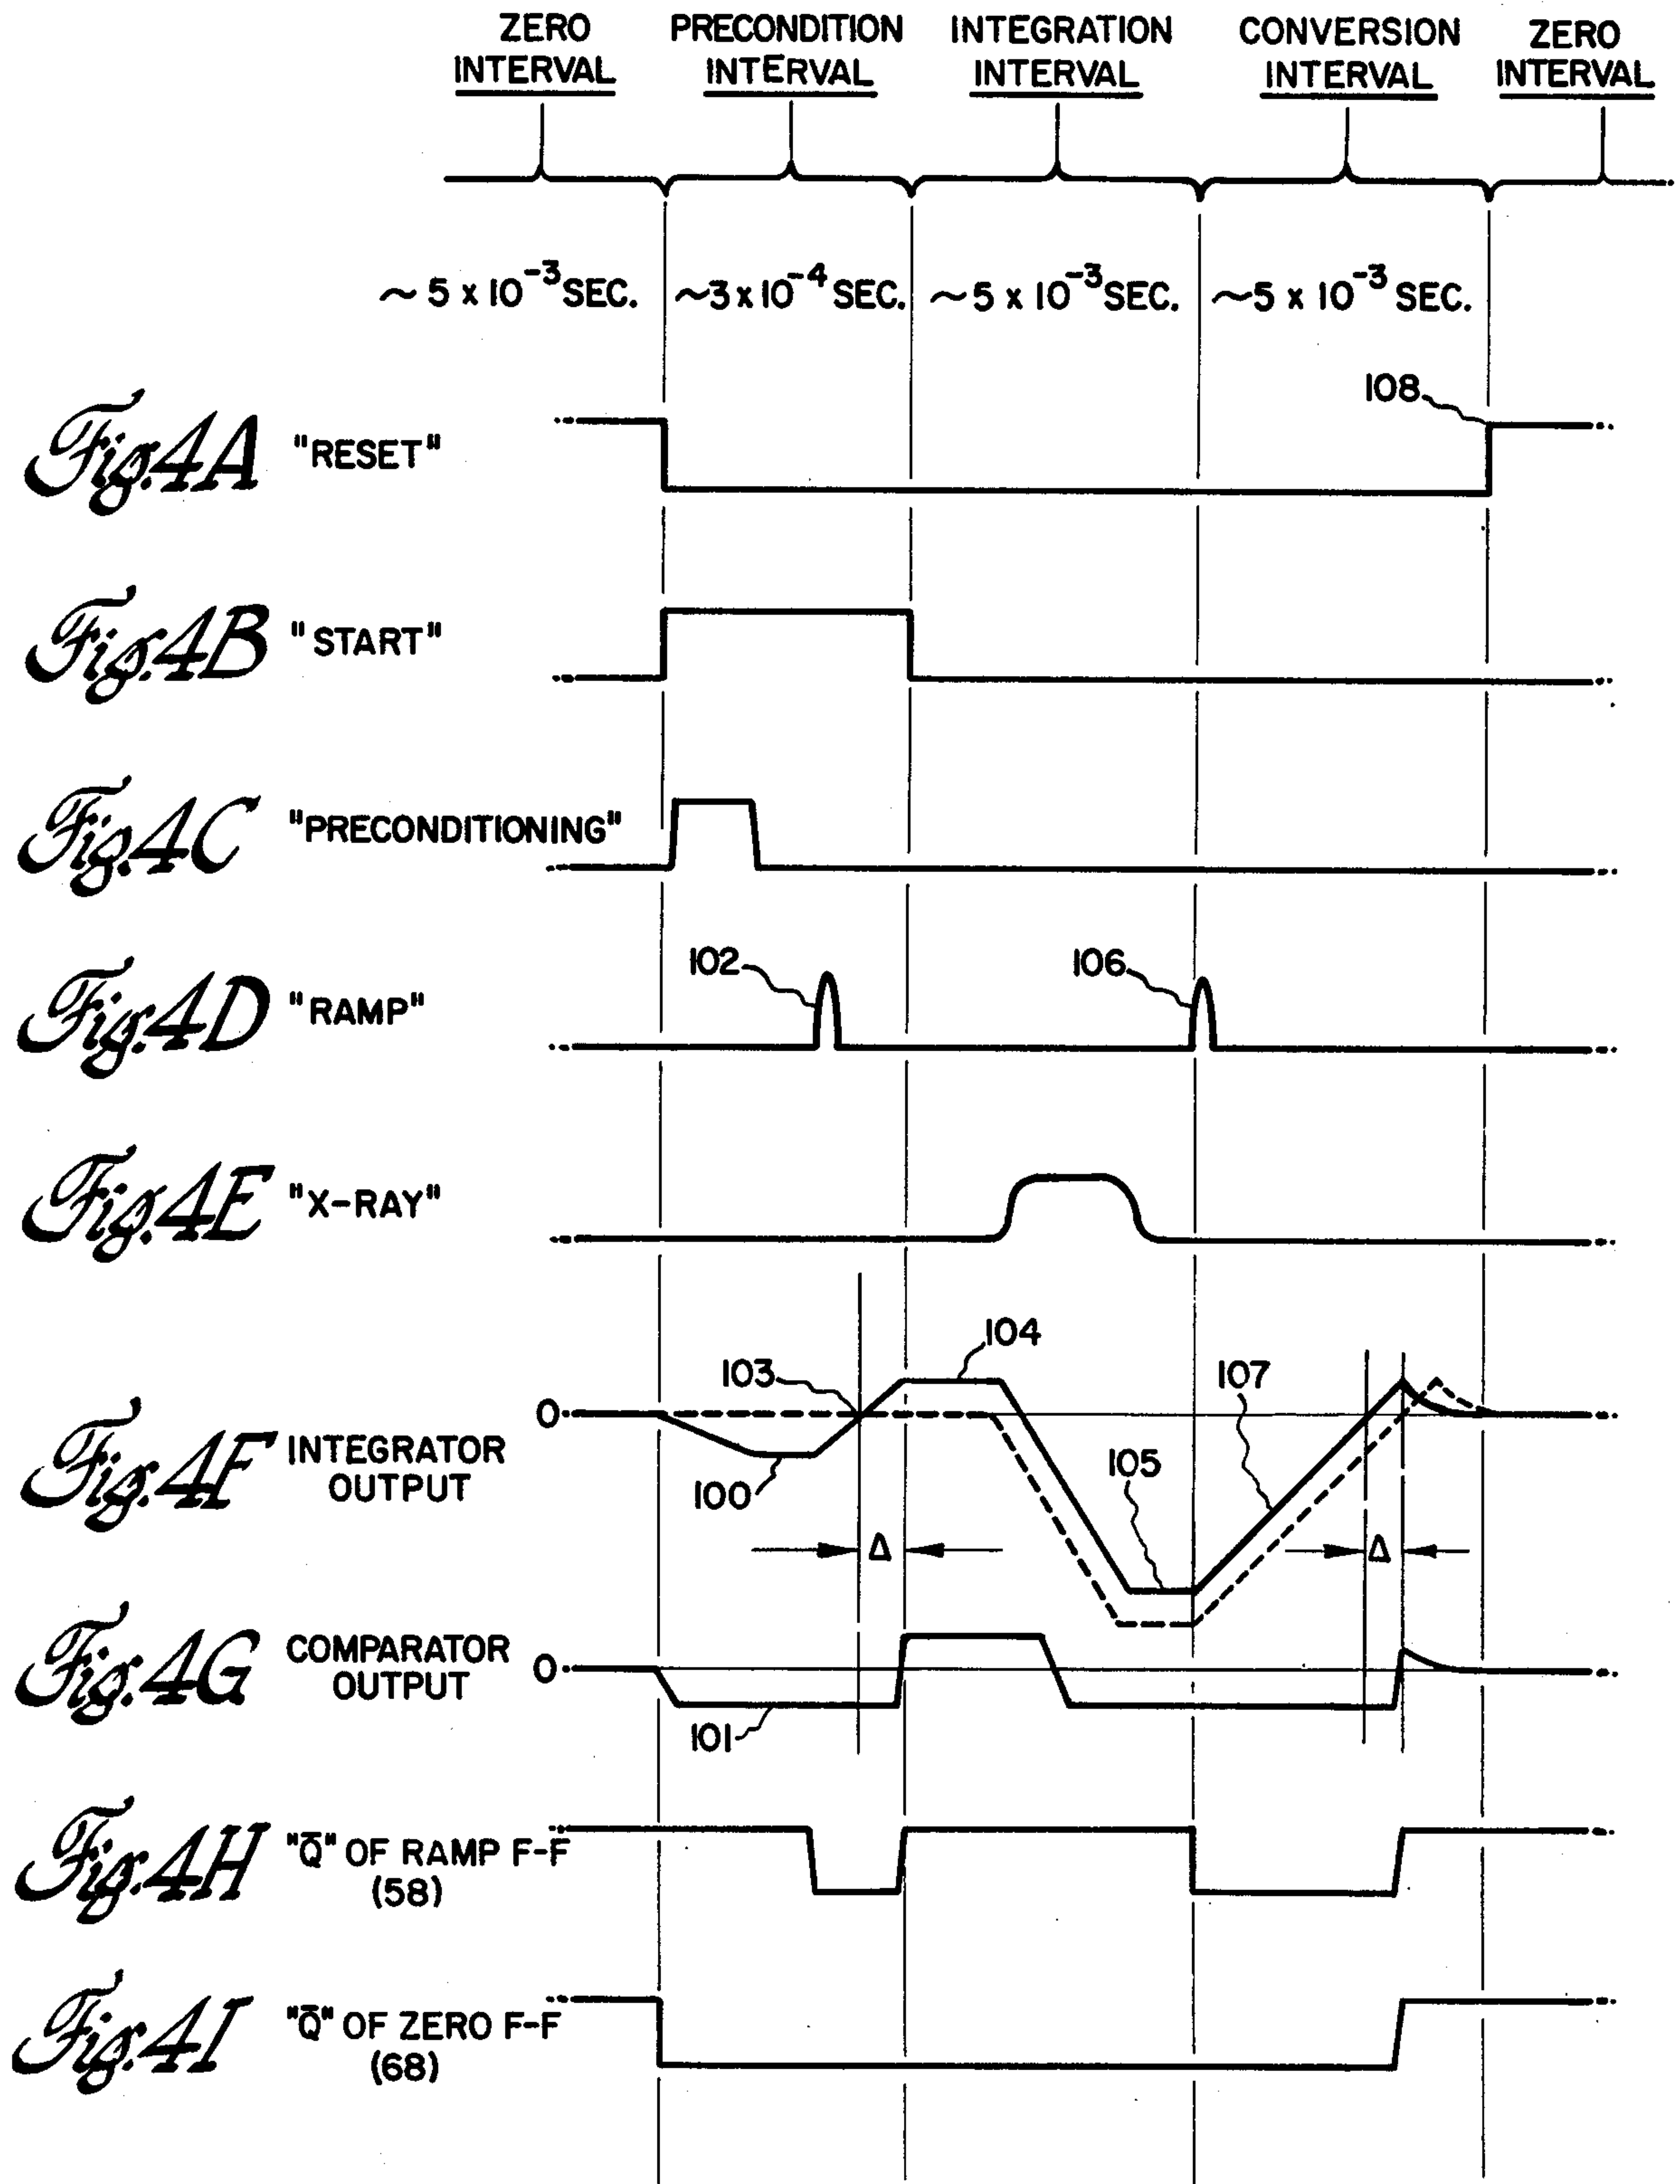 ZERO INTERVAL
PRECONDITION INTERVAL
INTEGRATION INTERVAL
CONVERSION INTERVAL
ZERO INTERVAL
~ 5 x 10⁻³ SEC.
~3 x 10⁻⁴ SEC.
~5 x 10⁻³ SEC.
~5 x 10⁻³ SEC.
108
Fig. 4A "RESET"
Fig. 4B "START"
Fig. 4C "PRECONDITIONING"
102
106
Fig. 4D "RAMP"
Fig. 4E "X-RAY"
104
103
107
0
Fig. 4F INTEGRATOR
OUTPUT
105
100
Δ
Δ
Fig. 4G COMPARATOR
OUTPUT
0
101
Fig. 4H "Q̄" OF RAMP F-F
(58)
Fig. 4I "Q̄" OF ZERO F-F
(68)